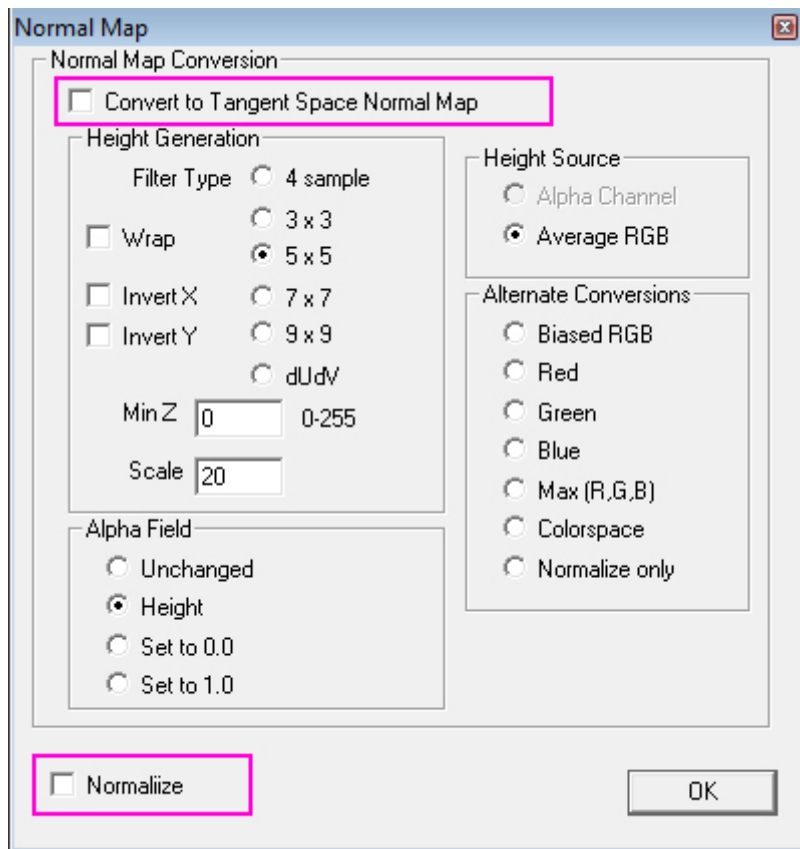 Normal Map
Normal Map Conversion
Convert to Tangent Space Normal Map
Height Generation
Filter Type
4 sample
3 x 3
Wrap
5 x 5
Invert X
7 x 7
Invert Y
9 x 9
dUdV
Min Z
0
0-255
Scale
20
Height Source
Alpha Channel
Average RGB
Alternate Conversions
Biased RGB
Red
Green
Blue
Max (R,G,B)
Colorspace
Normalize only
Alpha Field
Unchanged
Height
Set to 0.0
Set to 1.0
Normaliize
OK